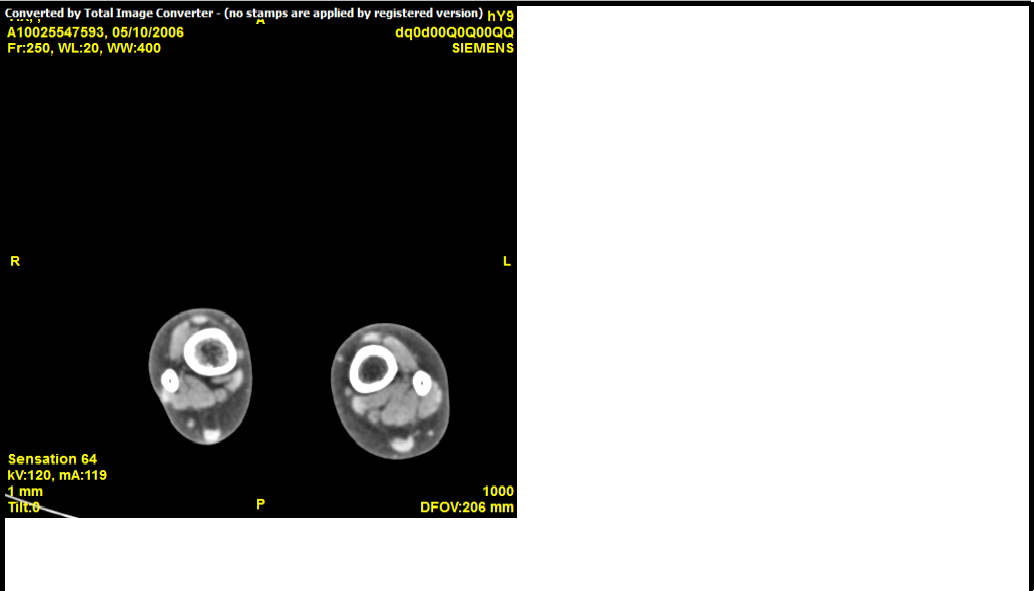 Converted by Total Image Converter - (no stamps are applied by registered version) hY9
A
A10025547593, 05/10/2006 dq0d00Q0Q00QQ
Fr:250, WL:20, WW:400 SIEMENS
R L
Sensation 64
kV:120, mA:119
1 mm 1000
Tilt:0 P DFOV:206 mm